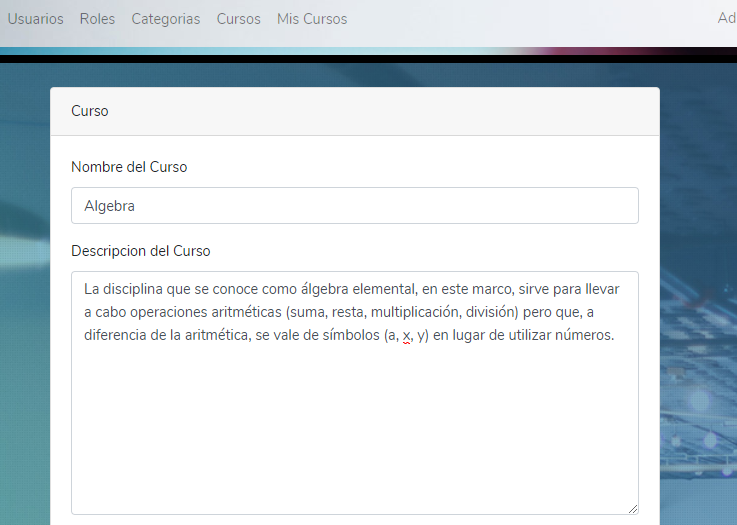 Usuarios Roles Categorias Cursos Mis Cursos Ad
Curso
Nombre del Curso
Algebra
Descripcion del Curso
La disciplina que se conoce como álgebra elemental, en este marco, sirve para llevar
a cabo operaciones aritméticas (suma, resta, multiplicación, división) pero que, a
diferencia de la aritmética, se vale de símbolos (a, x, y) en lugar de utilizar números.